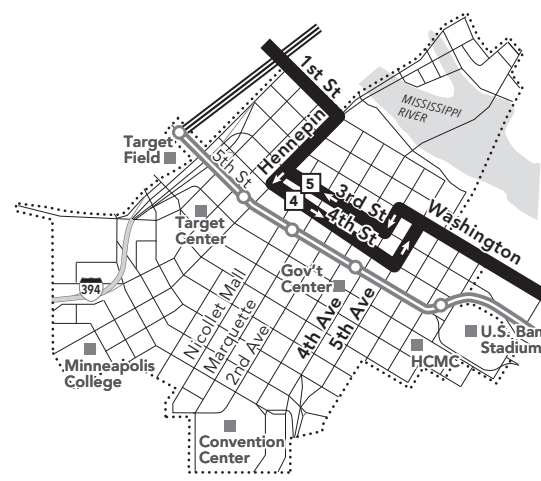 1st St
MISSISSIPPI
RIVER
Hennepin
Target
Field
5th St
5
3rd St
4
4th St
Washington
Target
Center
Gov't
Center
394
Nicollet Mall
Marquette
2nd Ave
4th Ave
5th Ave
U.S. Ban
Stadium
HCMC
Minneapolis
College
Convention
Center